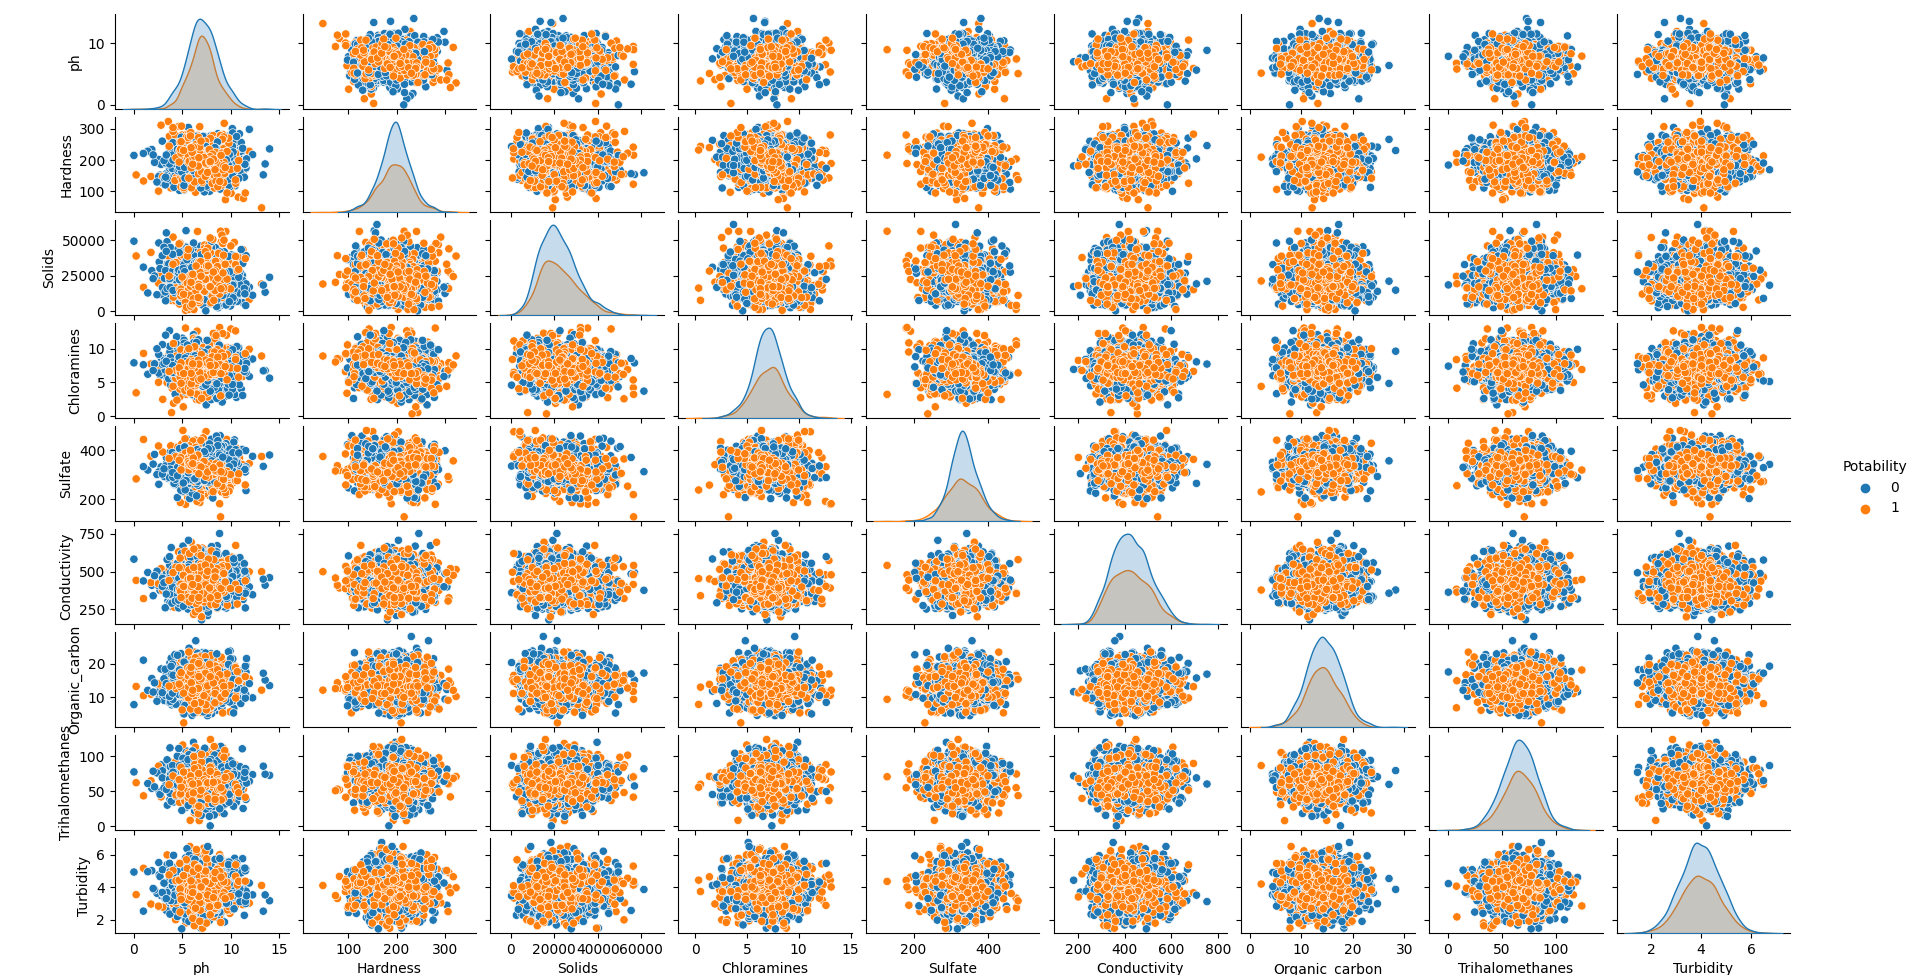 ph
10
0
Hardness
300
200
100
Solids
50000
25000
0
Chloramines
10
5
0
Sulfate
400
200
Conductivity
750
500
250
Organic_carbon
20
10
Trihalomethanes
100
50
0
Turbidity
6
4
2
0 5 10 15
100 200 300
0 20000 40000 60000
0 5 10 15
200 400
200 400 600 800
0 10 20 30
0 50 100
2 4 6
ph Hardness Solids Chloramines Sulfate Conductivity Organic_carbon Trihalomethanes Turbidity
Potability
0
1